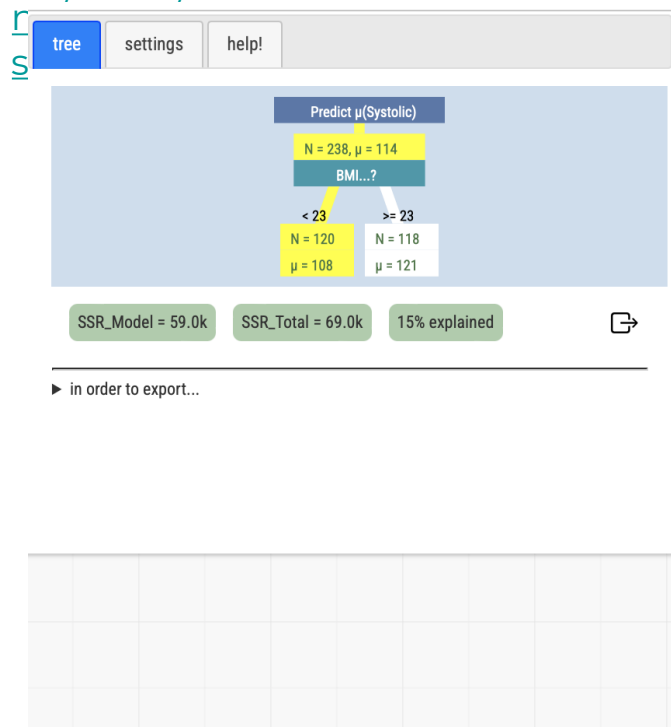 tree settings help!
Predict µ(Systolic)
N = 238, µ = 114
BMI...?
< 23 >= 23
N = 120 N = 118
µ = 108 µ = 121
SSR_Model = 59.0k SSR_Total = 69.0k 15% explained
▶ in order to export...